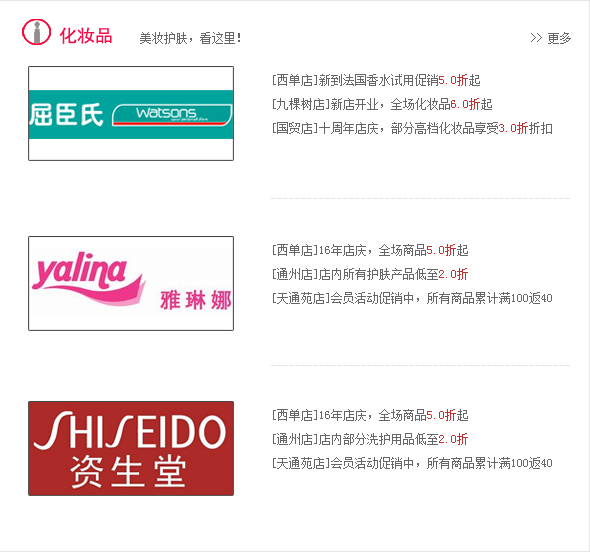 化妆品 美妆护肤，看这里！ >> 更多
屈臣氏 watsons
[西单店]新到法国香水试用促销5.0折起
[九棵树店]新店开业，全场化妆品6.0折起
[国贸店]十周年店庆，部分高档化妆品享受3.0折折扣
yalina
雅琳娜
[西单店]16年店庆，全场商品5.0折起
[通州店]店内所有护肤产品低至2.0折
[天通苑店]会员活动促销中，所有商品累计满100返40
SHISEIDO
资生堂
[西单店]16年店庆，全场商品5.0折起
[通州店]店内部分洗护用品低至2.0折
[天通苑店]会员活动促销中，所有商品累计满100返40